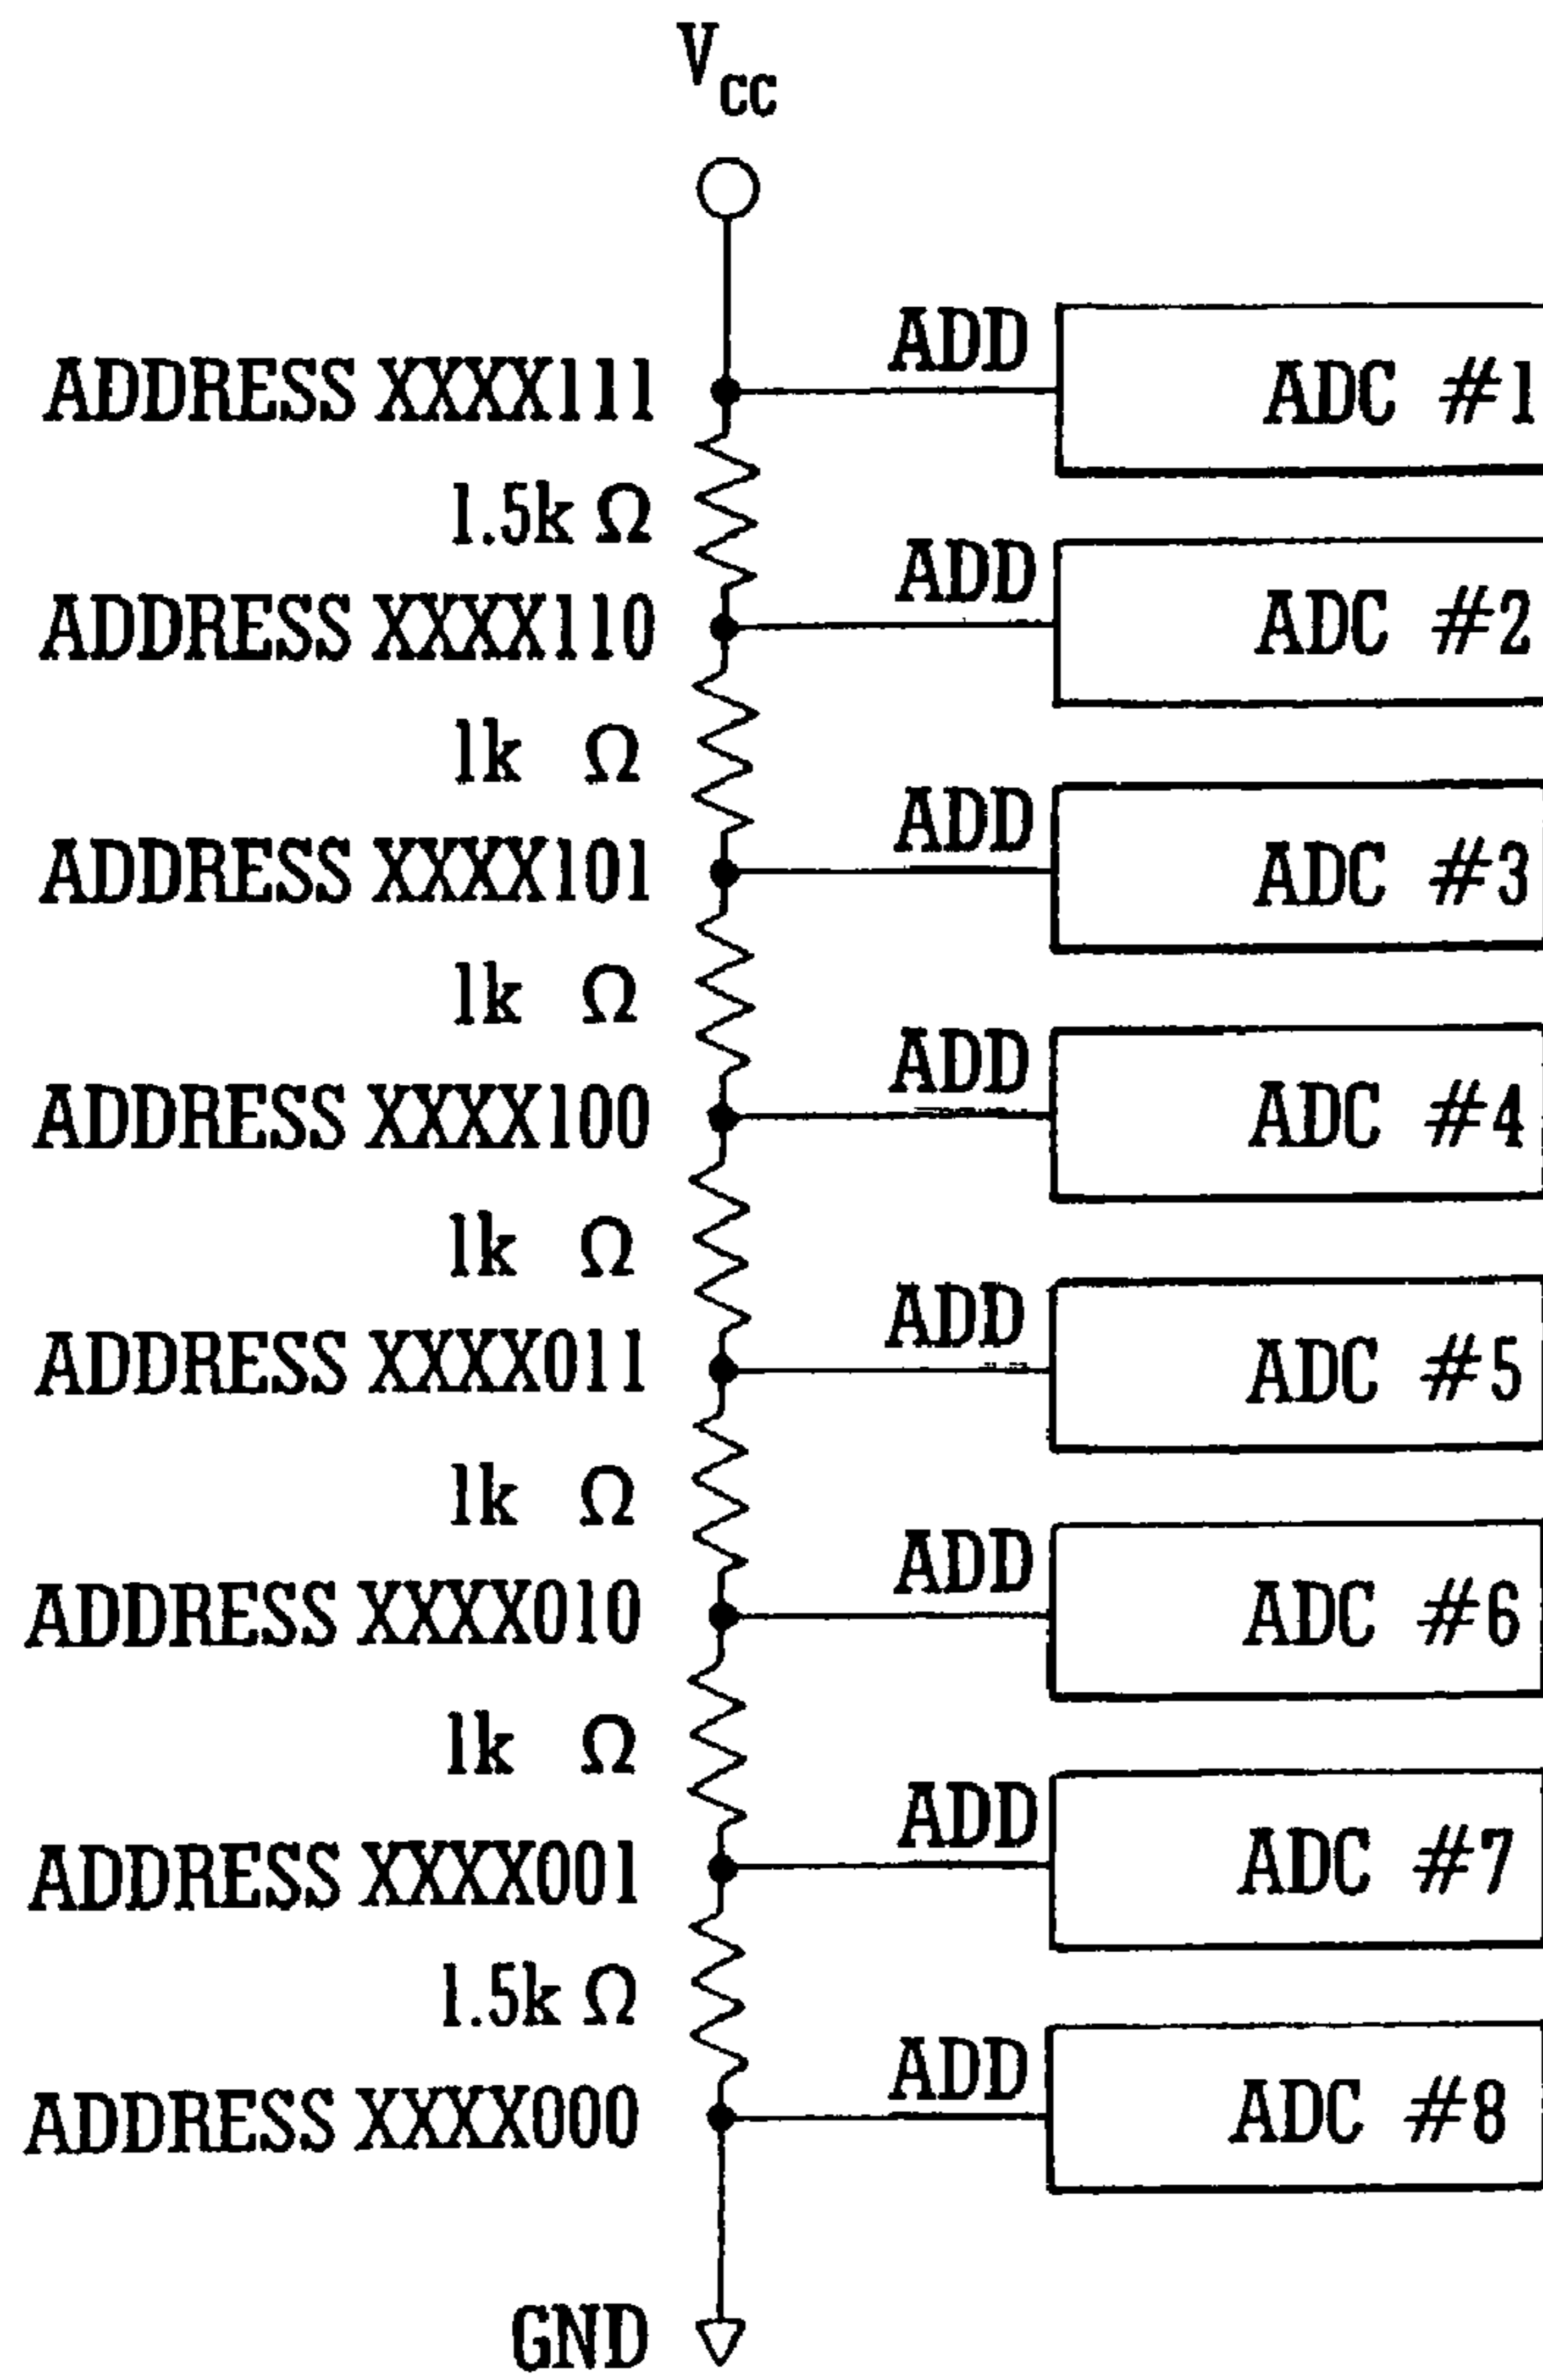 VCC
ADDRESS XXXX111 ADD ADC #1
1.5k Ω
ADDRESS XXXX110 ADD ADC #2
1k Ω
ADDRESS XXXX101 ADD ADC #3
1k Ω
ADDRESS XXXX100 ADD ADC #4
1k Ω
ADDRESS XXXX011 ADD ADC #5
1k Ω
ADDRESS XXXX010 ADD ADC #6
1k Ω
ADDRESS XXXX001 ADD ADC #7
1.5k Ω
ADDRESS XXXX000 ADD ADC #8
GND